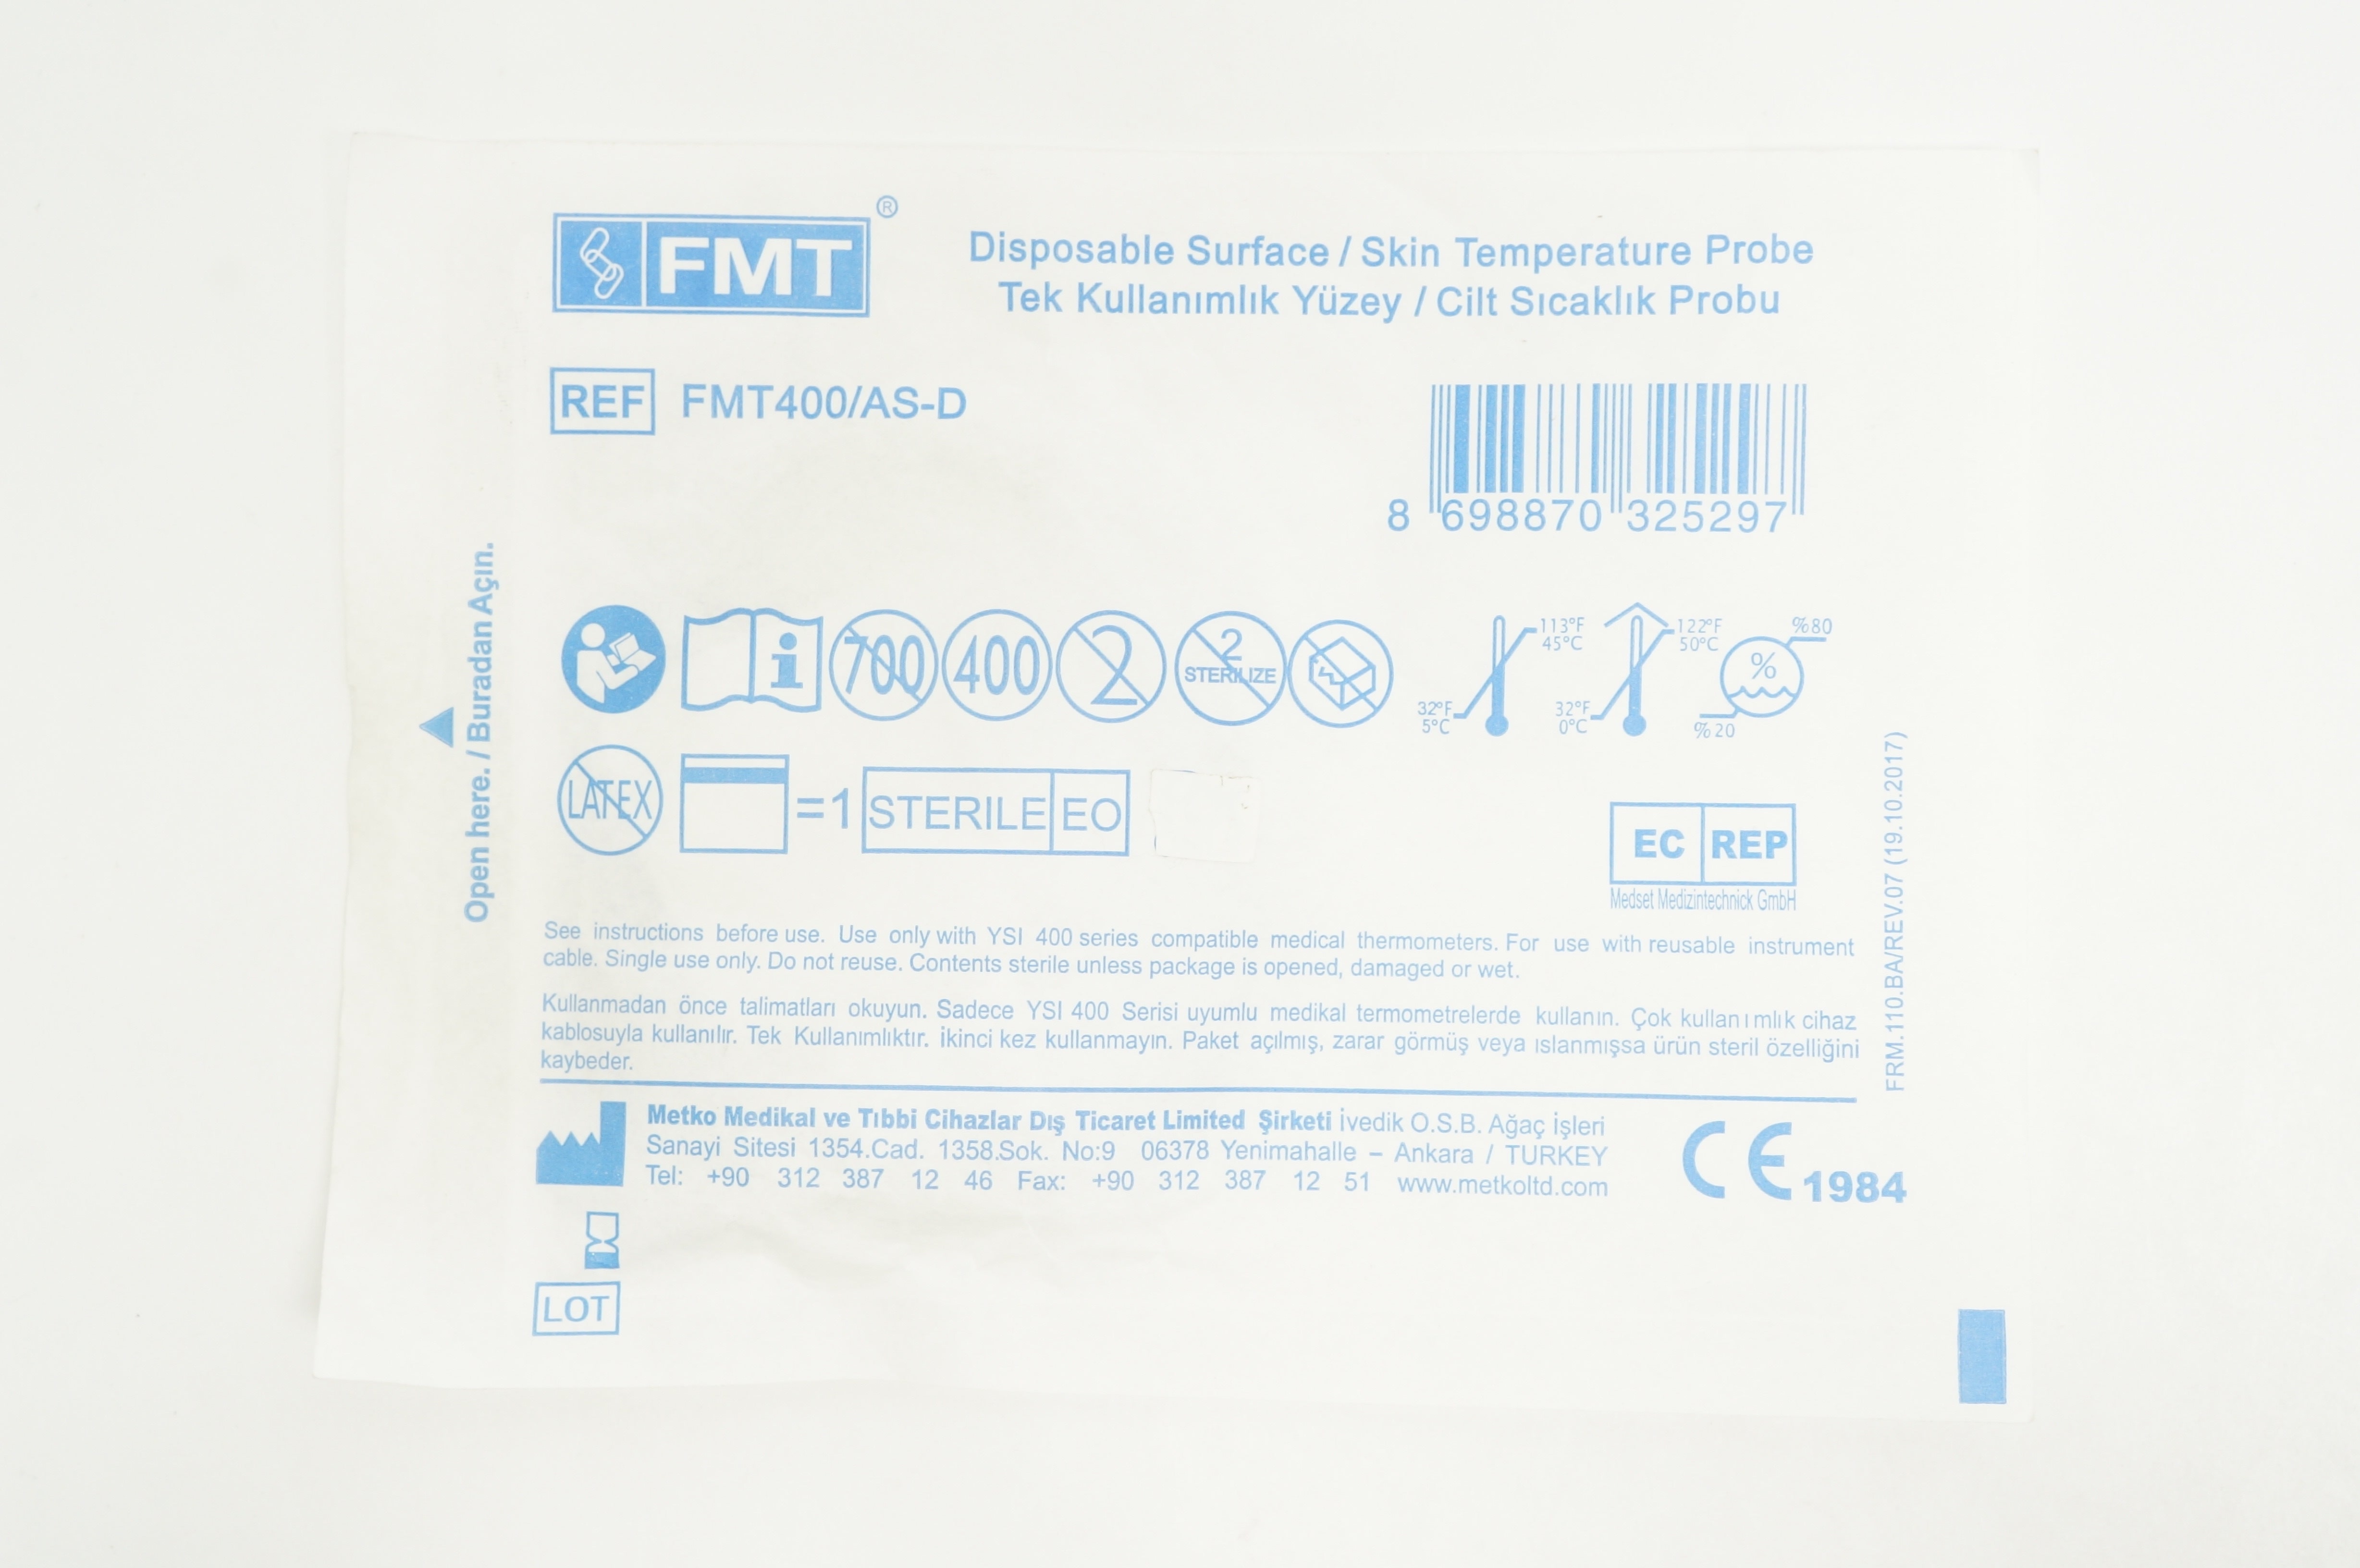 FMT ®
Disposable Surface / Skin Temperature Probe
Tek Kullanımlık Yüzey / Cilt Sıcaklık Probu
REF FMT400/AS-D
8 698870 325297
Open here. / Buradan Açın.
700 400 2 2 STERILIZE
113°F
45°C
32°F
5°C
122°F
50°C
32°F
0°C
%80
%
%20
LATEX =1 STERILE EO
EC REP
Medset Medizintechnick GmbH
FRM.110.BA/REV.07 (19.10.2017)
See instructions before use. Use only with YSI 400 series compatible medical thermometers. For use with reusable instrument
cable. Single use only. Do not reuse. Contents sterile unless package is opened, damaged or wet.
Kullanmadan önce talimatları okuyun. Sadece YSI 400 Serisi uyumlu medikal termometrelerde kullanın. Çok kullanımlık cihaz
kablosuyla kullanılır. Tek Kullanımlıktır. İkinci kez kullanmayın. Paket açılmış, zarar görmüş veya ıslanmışsa ürün steril özelliğini
kaybeder.
Metko Medikal ve Tıbbi Cihazlar Dış Ticaret Limited Şirketi İvedik O.S.B. Ağaç İşleri
Sanayi Sitesi 1354.Cad. 1358.Sok. No:9 06378 Yenimahalle – Ankara / TURKEY
Tel: +90 312 387 12 46 Fax: +90 312 387 12 51 www.metkoltd.com
CE 1984
LOT